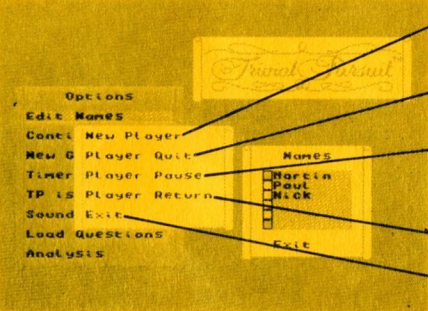 Trivial Pursuit
Options
Edit Names
Conti
New G
Timer
TP is
Sound
Load Questions
Analysis
New Player
Player Quit
Player Pause
Player Return
Exit
Names
Martin
Paul
Nick
Exit